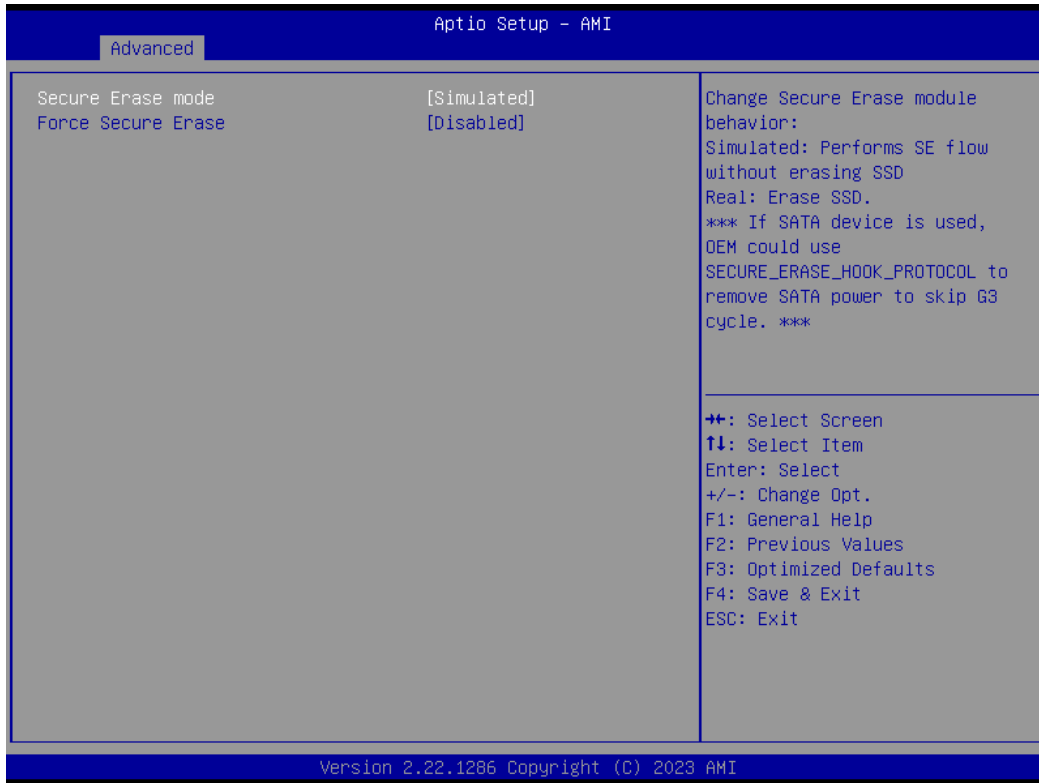 Aptio Setup – AMI
Advanced
Secure Erase mode [Simulated]
Force Secure Erase [Disabled]
Change Secure Erase module
behavior:
Simulated: Performs SE flow
without erasing SSD
Real: Erase SSD.
*** If SATA device is used,
OEM could use
SECURE_ERASE_HOOK_PROTOCOL to
remove SATA power to skip G3
cycle. ***
→←: Select Screen
↑↓: Select Item
Enter: Select
+/-: Change Opt.
F1: General Help
F2: Previous Values
F3: Optimized Defaults
F4: Save & Exit
ESC: Exit
Version 2.22.1286 Copyright (C) 2023 AMI